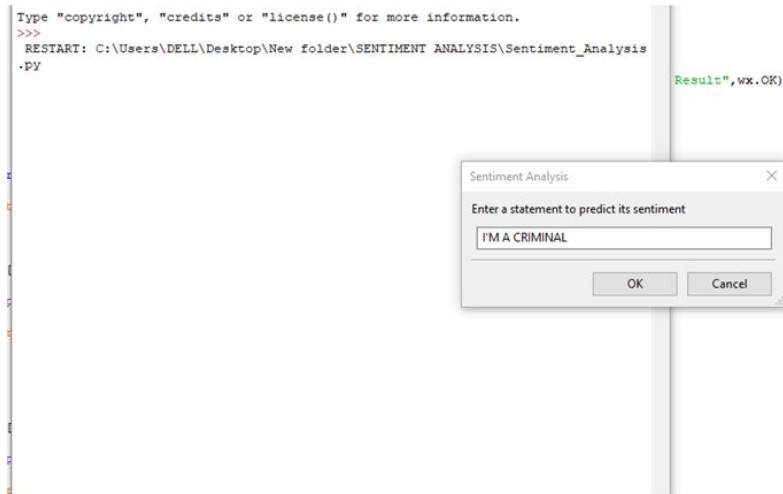 Type "copyright", "credits" or "license()" for more information.
>>>
RESTART: C:\Users\DELL\Desktop\New folder\SENTIMENT ANALYSIS\Sentiment_Analysis
.py
Result",wx.OK)
Sentiment Analysis
Enter a statement to predict its sentiment
I'M A CRIMINAL
OK Cancel